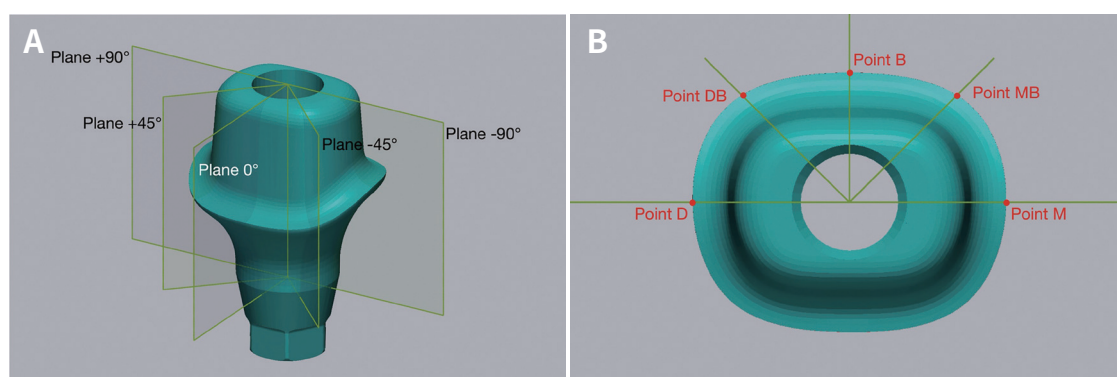 A
Plane +90°
Plane +45°
Plane 0°
Plane -45°
Plane -90°
B
Point B
Point DB
Point MB
Point D
Point M